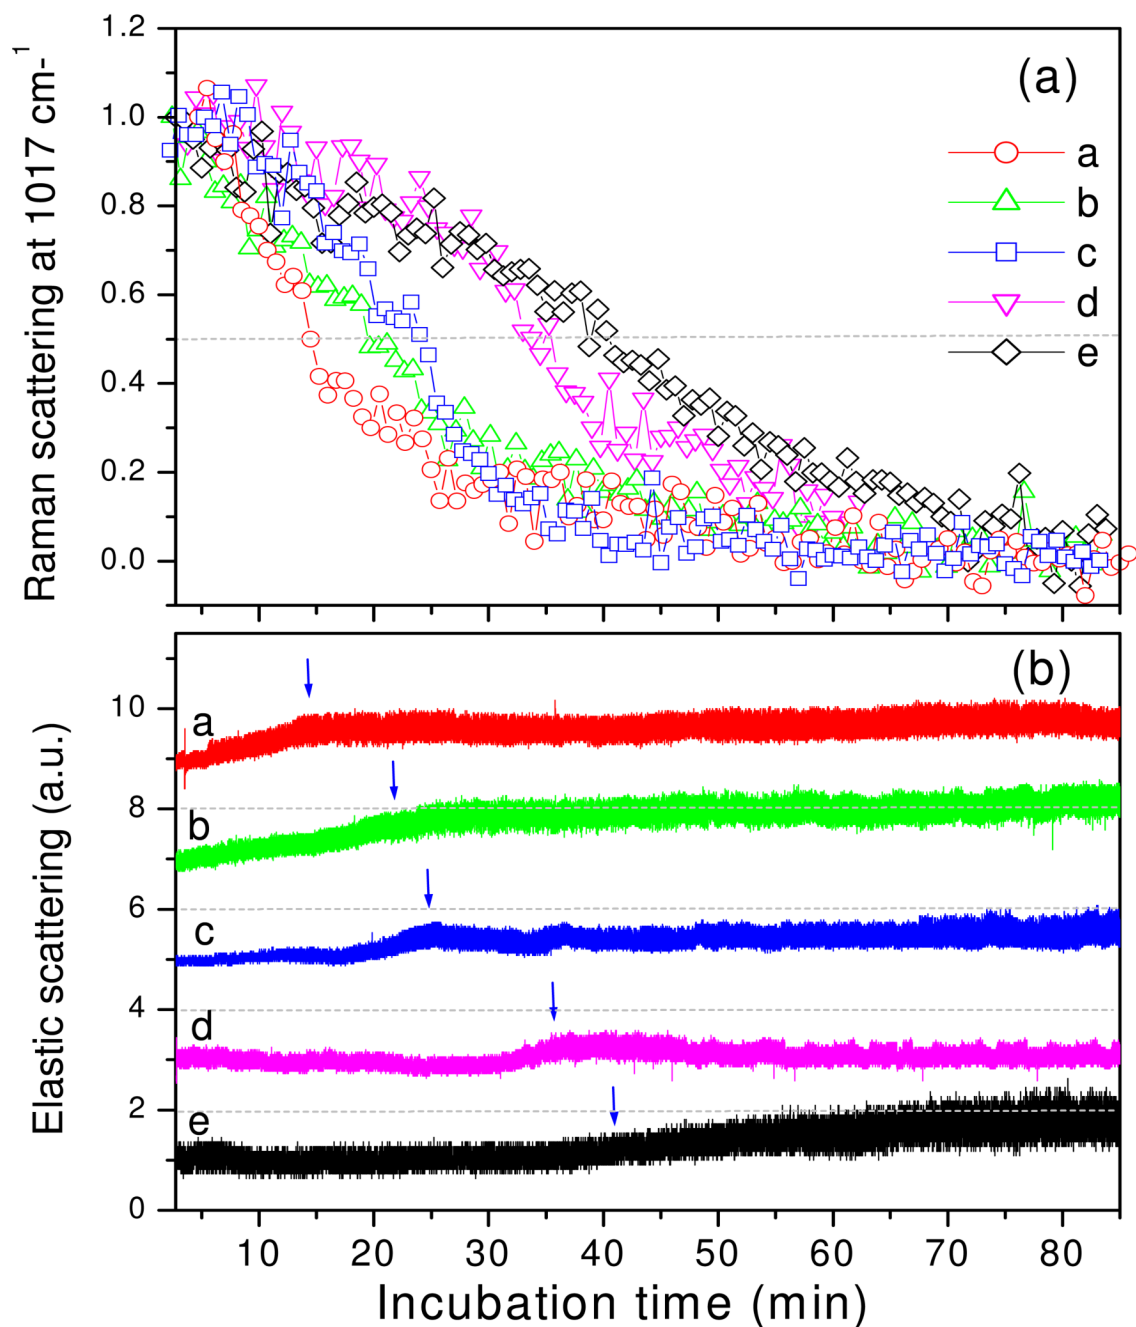 Raman scattering at 1017 cm-¹
1.2
1.0
0.8
0.6
0.4
0.2
0.0
(a)
a
b
c
d
e
Elastic scattering (a.u.)
10
8
6
4
2
0
(b)
a
b
c
d
e
10 20 30 40 50 60 70 80
Incubation time (min)